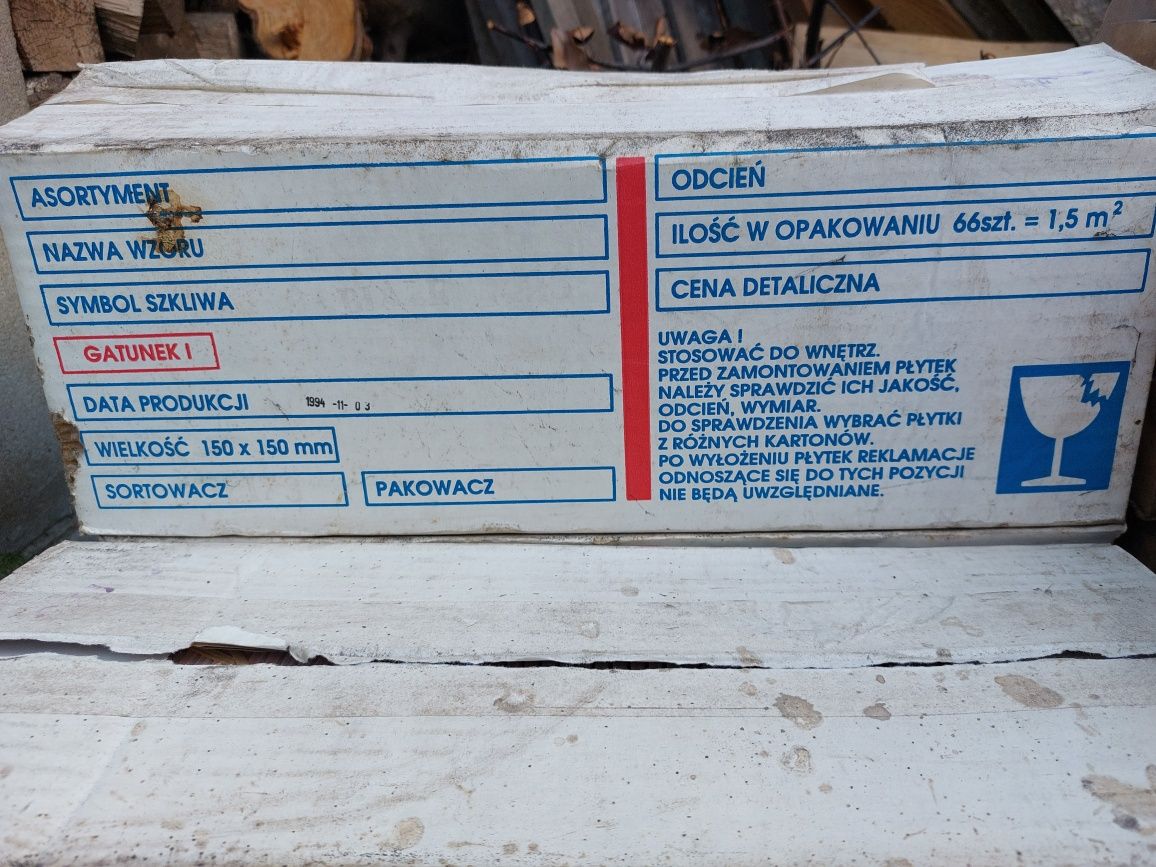 ASORTYMENT
NAZWA WZORU
SYMBOL SZKLIWA
GATUNEK I
DATA PRODUKCJI 1994 -11- 03
WIELKOŚĆ 150 x 150 mm
SORTOWACZ
PAKOWACZ
ODCIEŃ
ILOŚĆ W OPAKOWANIU 66szt. = 1,5 m²
CENA DETALICZNA
UWAGA !
STOSOWAĆ DO WNĘTRZ.
PRZED ZAMONTOWANIEM PŁYTEK
NALEŻY SPRAWDZIĆ ICH JAKOŚĆ,
ODCIEŃ, WYMIAR.
DO SPRAWDZENIA WYBRAĆ PŁYTKI
Z RÓŻNYCH KARTONÓW.
PO WYŁOŻENIU PŁYTEK REKLAMACJE
ODNOSZĄCE SIĘ DO TYCH POZYCJI
NIE BĘDĄ UWZGLĘDNIANE.